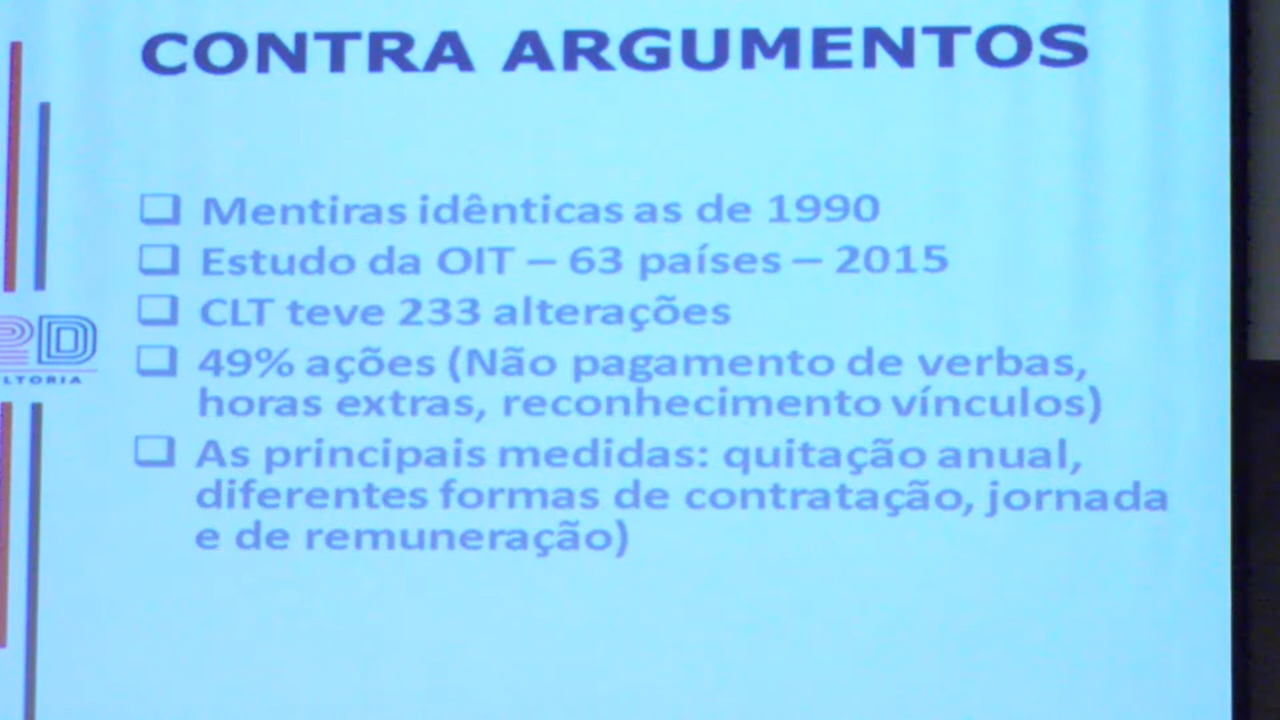 CONTRA ARGUMENTOS
❑ Mentiras idênticas as de 1990
❑ Estudo da OIT – 63 países – 2015
❑ CLT teve 233 alterações
❑ 49% ações (Não pagamento de verbas,
horas extras, reconhecimento vínculos)
❑ As principais medidas: quitação anual,
diferentes formas de contratação, jornada
e de remuneração)